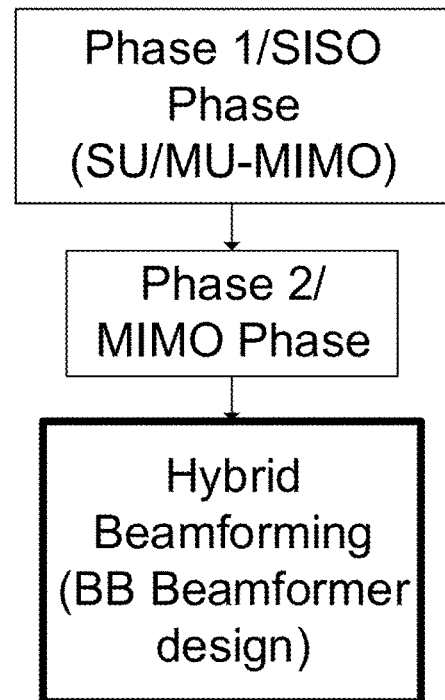 Phase 1/SISO
Phase
(SU/MU-MIMO)
Phase 2/
MIMO Phase
Hybrid
Beamforming
(BB Beamformer
design)